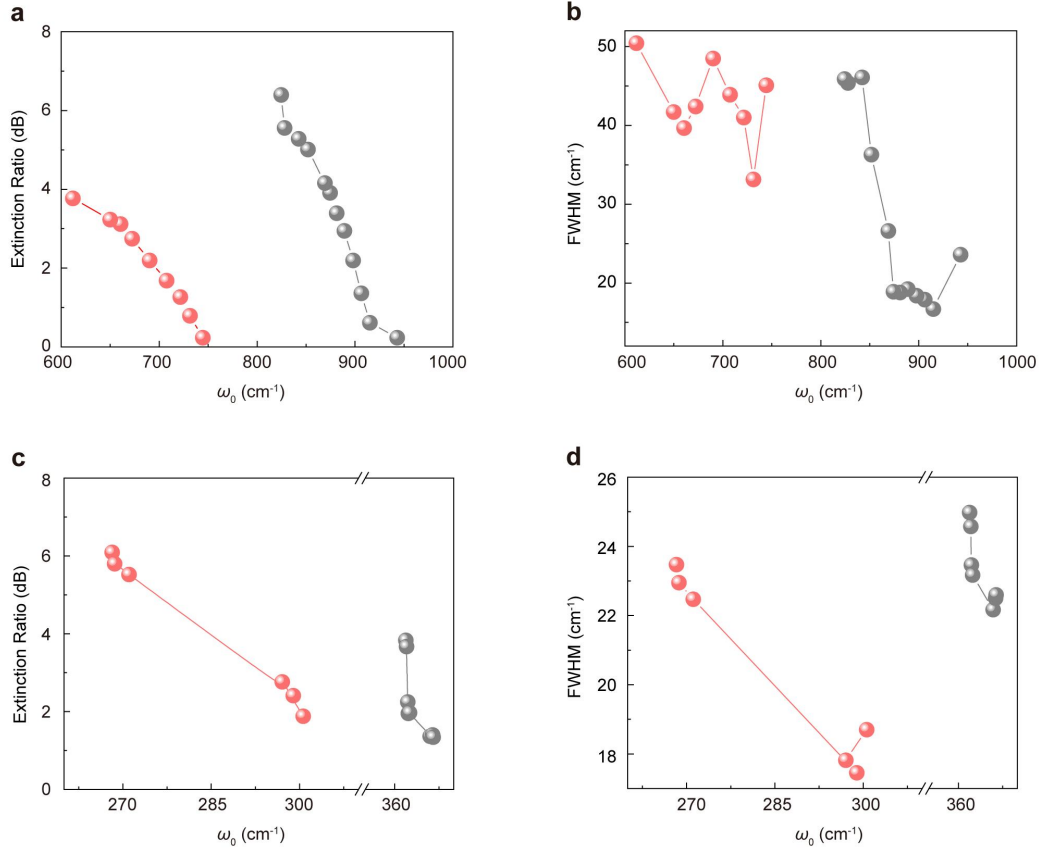 a
8
6
4
2
0
Extinction Ratio (dB)
600 700 800 900 1000
ω₀ (cm⁻¹)
b
50
40
30
20
FWHM (cm⁻¹)
600 700 800 900 1000
ω₀ (cm⁻¹)
c
8
6
4
2
0
Extinction Ratio (dB)
270 285 300 360
ω₀ (cm⁻¹)
d
26
24
22
20
18
FWHM (cm⁻¹)
270 285 300 360
ω₀ (cm⁻¹)